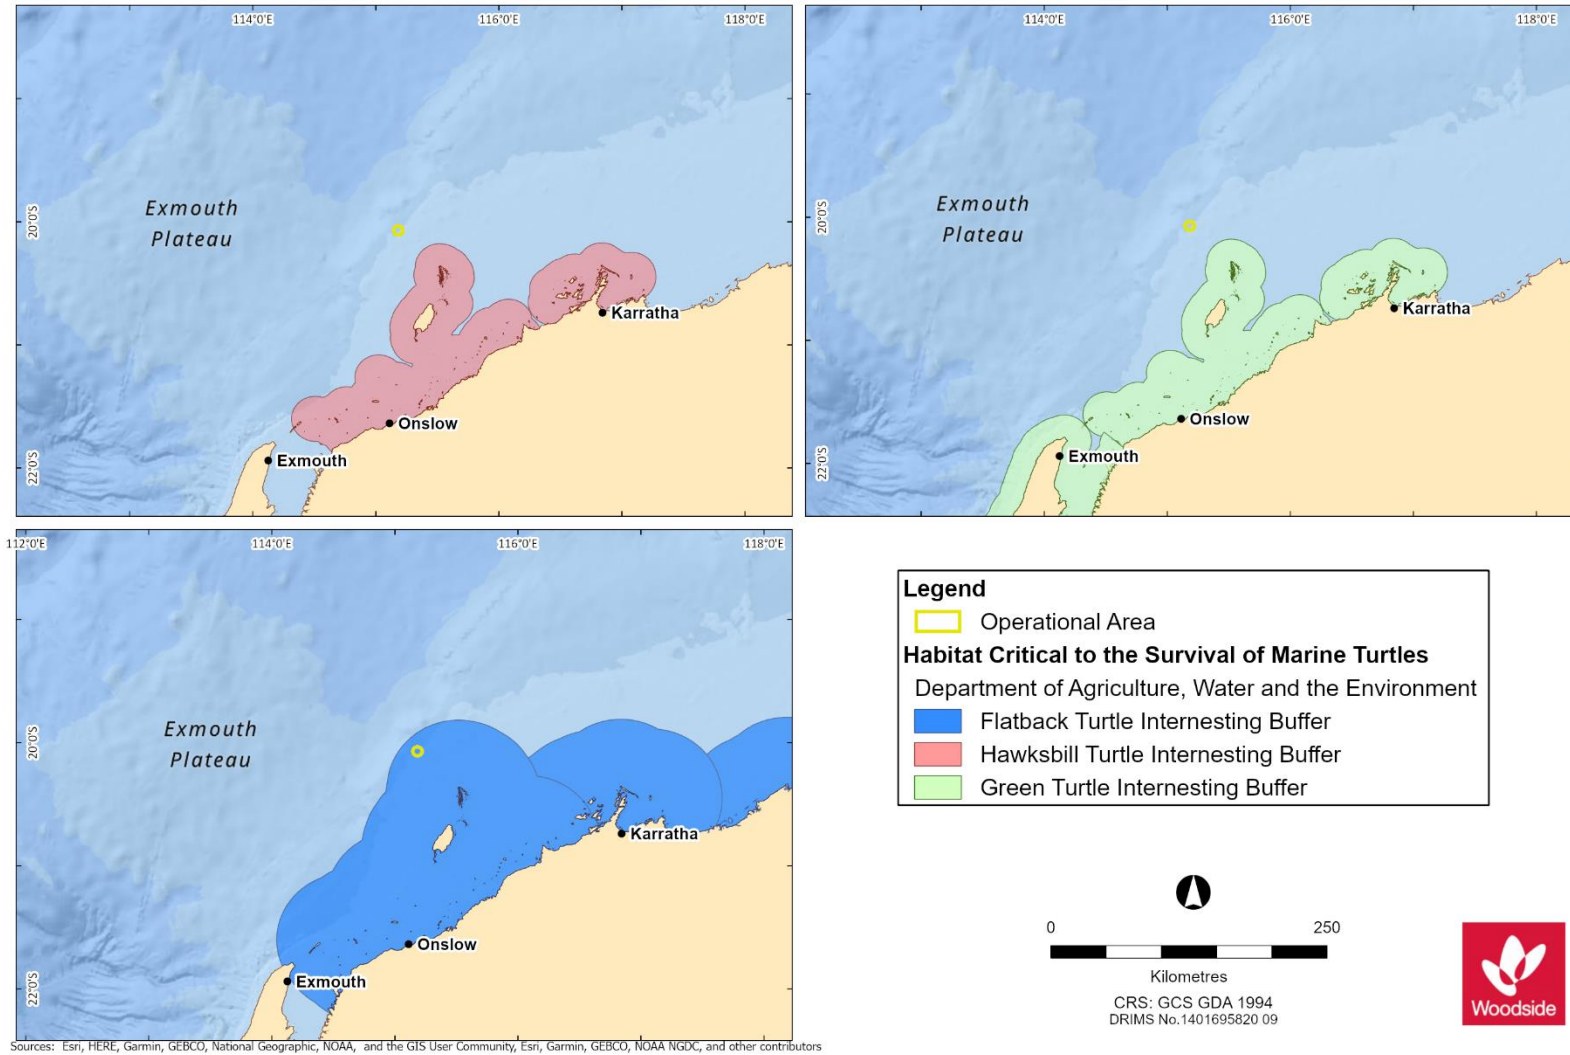 114°0'E 116°0'E 118°0'E
20°0'S
22°0'S
Exmouth
Plateau
Karratha
Onslow
Exmouth
114°0'E 116°0'E 118°0'E
20°0'S
22°0'S
Exmouth
Plateau
Karratha
Onslow
Exmouth
112°0'E 114°0'E 116°0'E 118°0'E
20°0'S
22°0'S
Exmouth
Plateau
Karratha
Onslow
Exmouth
Legend
Operational Area
Habitat Critical to the Survival of Marine Turtles
Department of Agriculture, Water and the Environment
Flatback Turtle Internesting Buffer
Hawksbill Turtle Internesting Buffer
Green Turtle Internesting Buffer
0 250
Kilometres
CRS: GCS GDA 1994
DRIMS No.1401695820 09
Woodside
Sources: Esri, HERE, Garmin, GEBCO, National Geographic, NOAA, and the GIS User Community, Esri, Garmin, GEBCO, NOAA NGDC, and other contributors